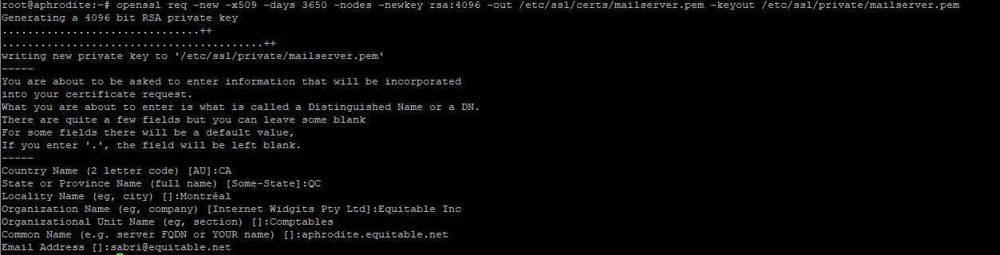 root@aphrodite:~# openssl req -new -x509 -days 3650 -nodes -newkey rsa:4096 -out /etc/ssl/certs/mailserver.pem -keyout /etc/ssl/private/mailserver.pem
Generating a 4096 bit RSA private key
...............................++
.........................................++
writing new private key to '/etc/ssl/private/mailserver.pem'
-----
You are about to be asked to enter information that will be incorporated
into your certificate request.
What you are about to enter is what is called a Distinguished Name or a DN.
There are quite a few fields but you can leave some blank
For some fields there will be a default value,
If you enter '.', the field will be left blank.
-----
Country Name (2 letter code) [AU]:CA
State or Province Name (full name) [Some-State]:QC
Locality Name (eg, city) []:Montréal
Organization Name (eg, company) [Internet Widgits Pty Ltd]:Equitable Inc
Organizational Unit Name (eg, section) []:Comptables
Common Name (e.g. server FQDN or YOUR name) []:aphrodite.equitable.net
Email Address []:sabri@equitable.net